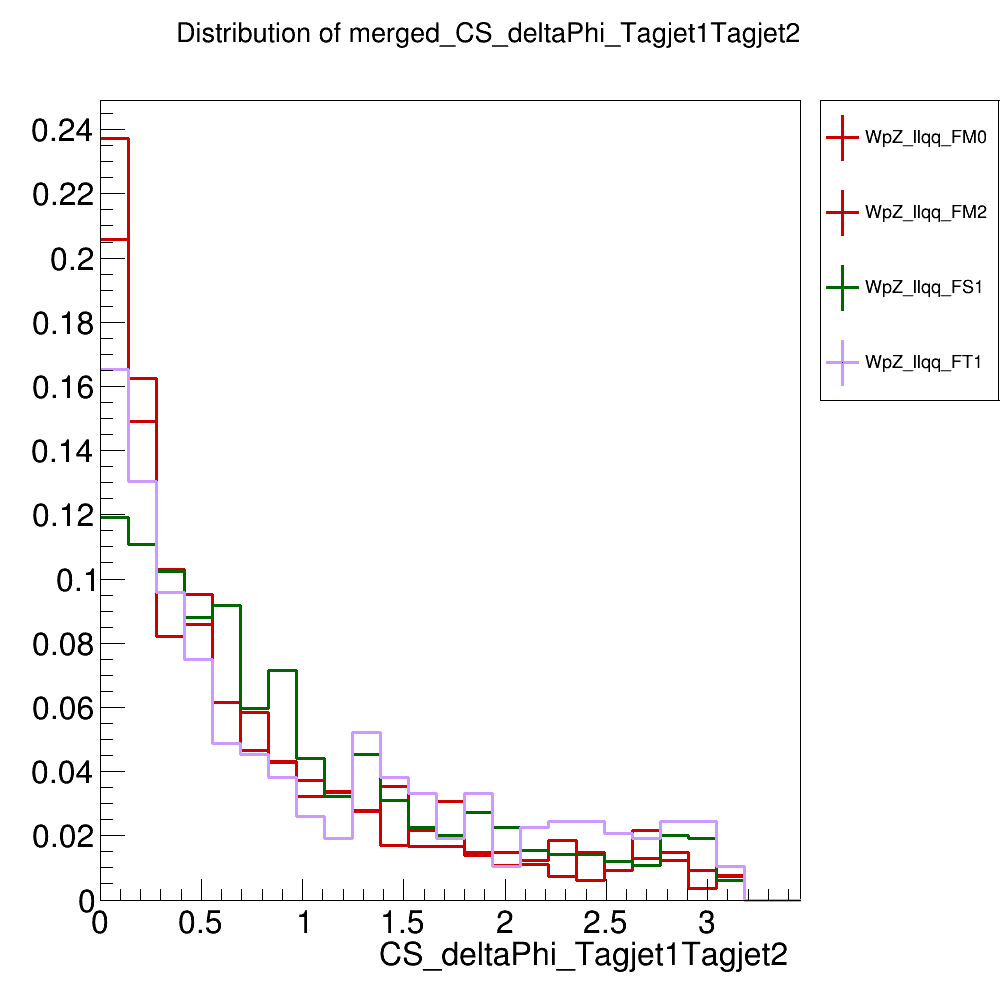 Distribution of merged_CS_deltaPhi_Tagjet1Tagjet2
0.24
0.22
0.2
0.18
0.16
0.14
0.12
0.1
0.08
0.06
0.04
0.02
0
0 0.5 1 1.5 2 2.5 3
CS_deltaPhi_Tagjet1Tagjet2
WpZ_llqq_FM0
WpZ_llqq_FM2
WpZ_llqq_FS1
WpZ_llqq_FT1